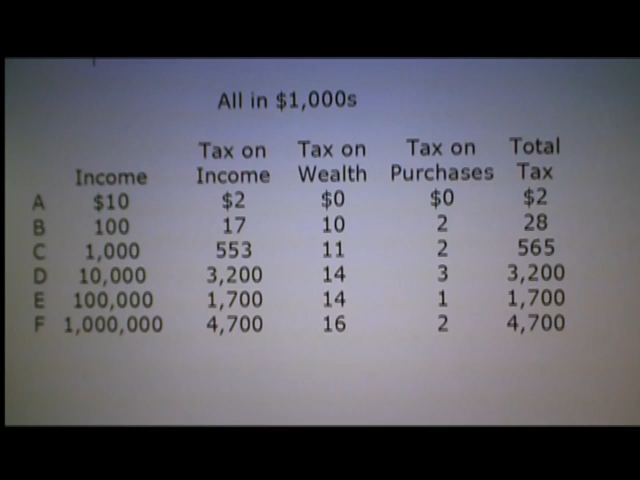 All in $1,000s
Tax on Tax on Tax on Total
Income Income Wealth Purchases Tax
A $10 $2 $0 $0 $2
B 100 17 10 2 28
C 1,000 553 11 2 565
D 10,000 3,200 14 3 3,200
E 100,000 1,700 14 1 1,700
F 1,000,000 4,700 16 2 4,700